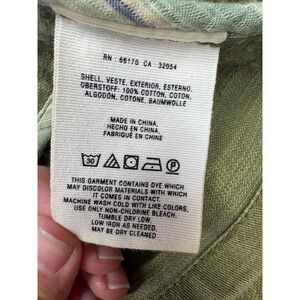 RN : 66170 CA : 32054
SHELL, VESTE, EXTERIOR, ESTERNO,
OBERSTOFF: 100% COTTON, COTON,
ALGODÓN, COTONE, BAUMWOLLE
MADE IN CHINA,
HECHO EN CHINA,
FABRIQUÉ EN CHINE
30 P
THIS GARMENT CONTAINS DYE WHICH
MAY DISCOLOR MATERIALS WITH WHICH
IT COMES IN CONTACT.
MACHINE WASH COLD WITH LIKE COLORS,
USE ONLY NON-CHLORINE BLEACH,
TUMBLE DRY LOW,
LOW IRON AS NEEDED,
MAY BE DRY CLEANED